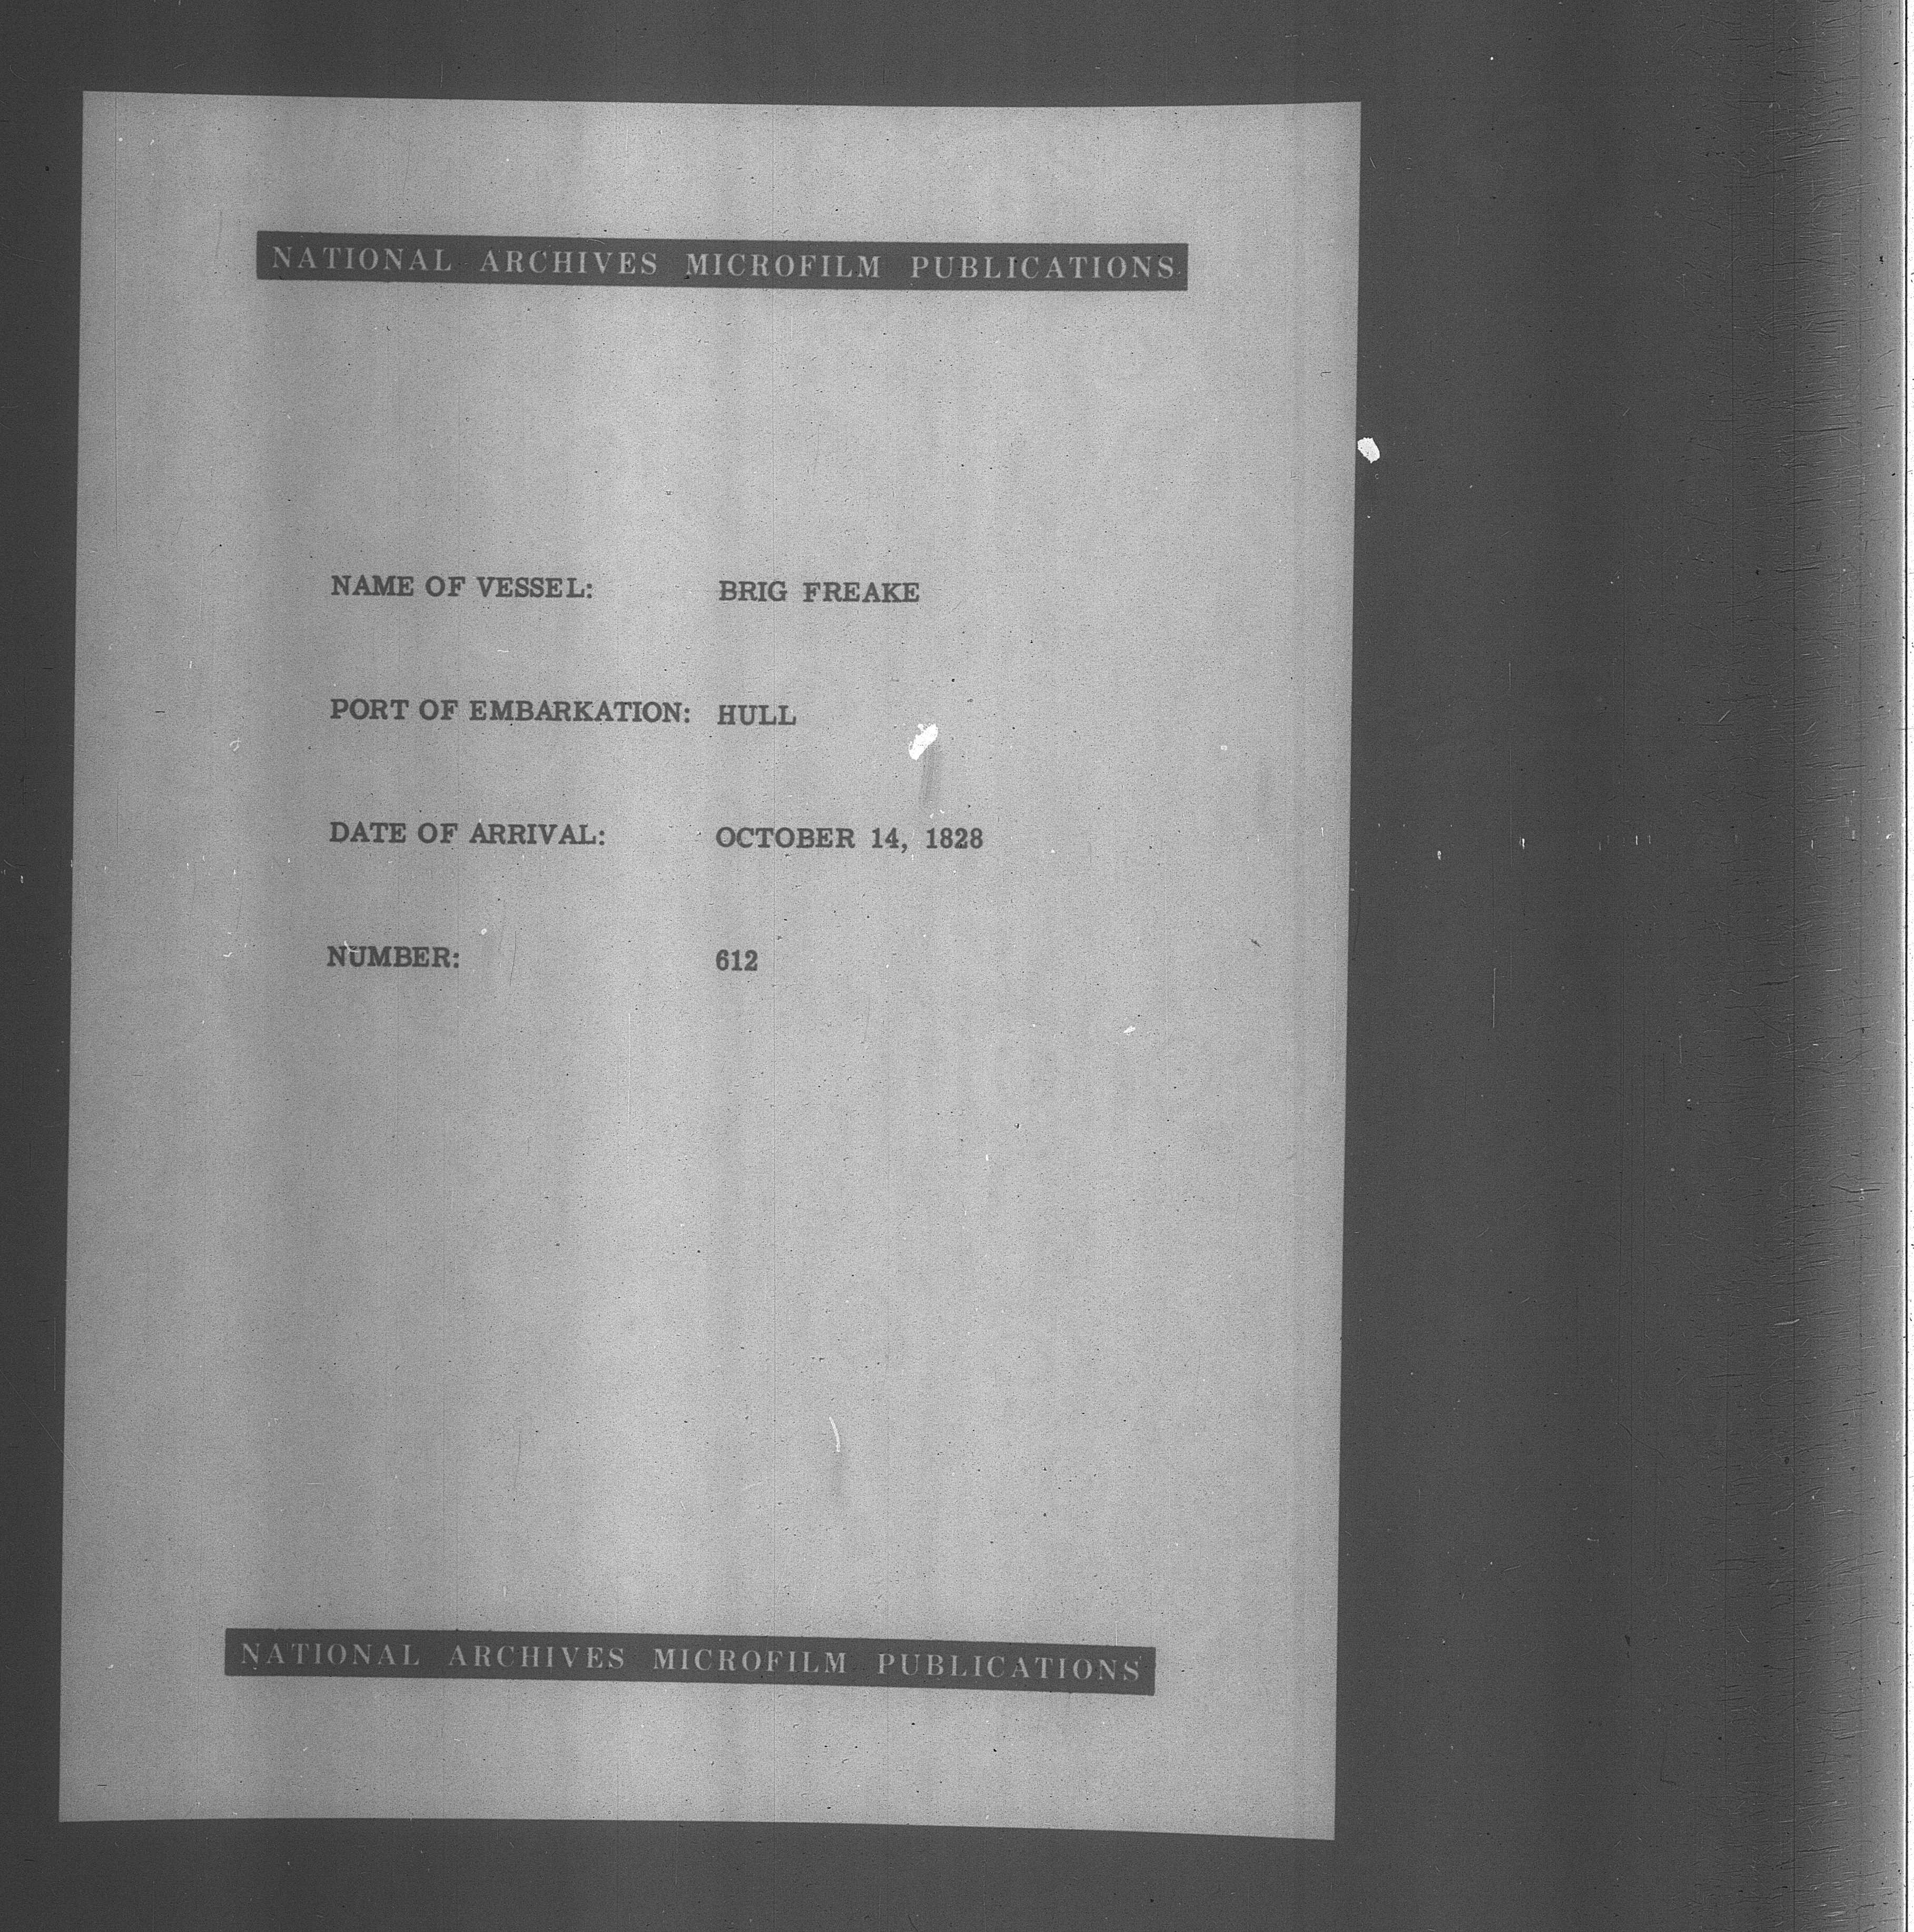 NATIONAL ARCHIVES MICROFILM PUBLICATIONS
NAME OF VESSEL: BRIG FREAKE
PORT OF EMBARKATION: HULL
DATE OF ARRIVAL: OCTOBER 14, 1828
NUMBER: 612
NATIONAL ARCHIVES MICROFILM PUBLICATIONS